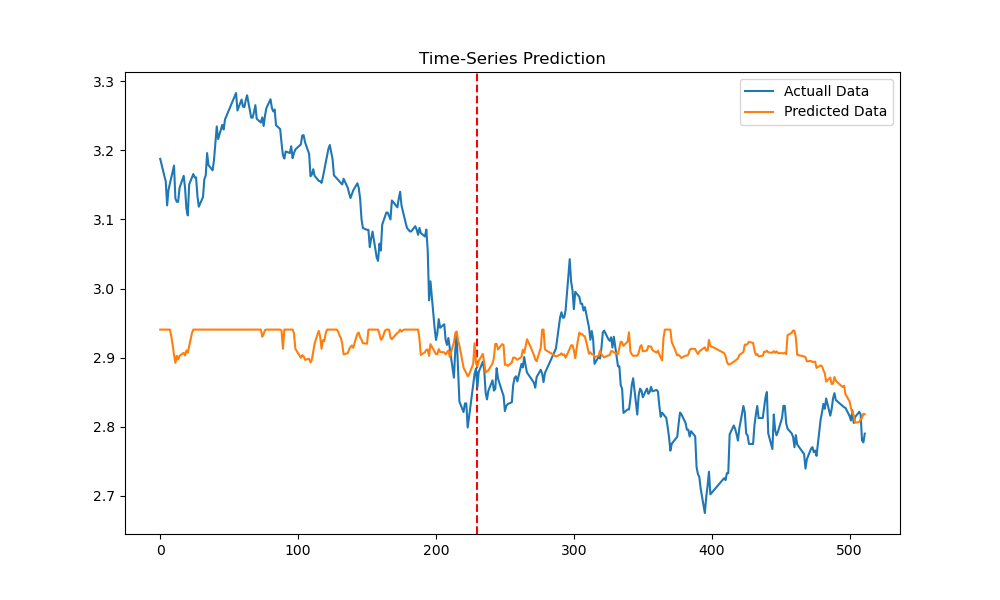 Time-Series Prediction
Actuall Data
Predicted Data
3.3
3.2
3.1
3.0
2.9
2.8
2.7
0 100 200 300 400 500